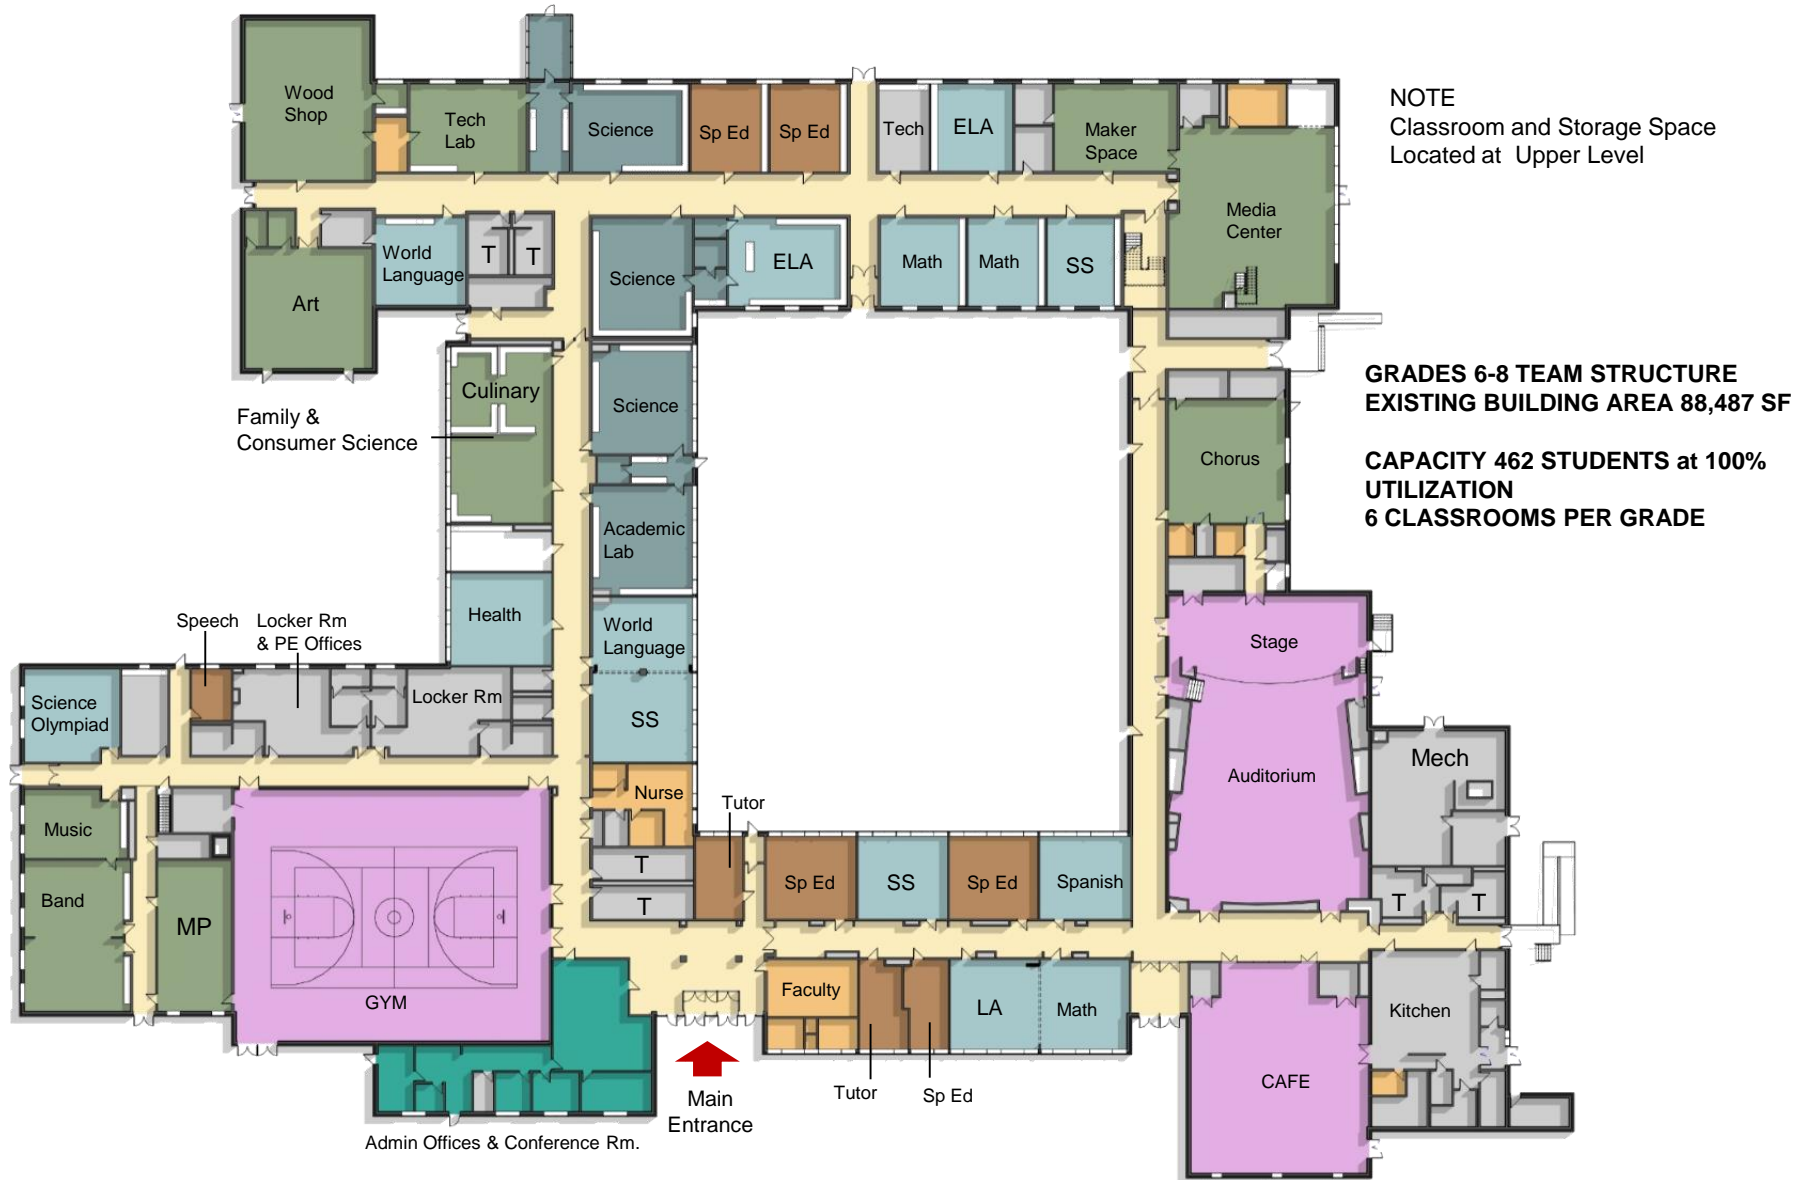 Wood
Shop
Tech
Lab
Science
Sp Ed
Sp Ed
Tech
ELA
Maker
Space
NOTE
Classroom and Storage Space
Located at  Upper Level
World
Language
T
T
Science
ELA
Math
Math
SS
Media
Center
Art
Culinary
Family &
Consumer Science
Science
Chorus
GRADES 6-8 TEAM STRUCTURE
EXISTING BUILDING AREA 88,487 SF
CAPACITY 462 STUDENTS at 100%
UTILIZATION
6 CLASSROOMS PER GRADE
Academic
Lab
Health
World
Language
Stage
Speech
Locker Rm
& PE Offices
Locker Rm
Science
Olympiad
SS
Auditorium
Mech
Nurse
Tutor
Music
T
Sp Ed
SS
Sp Ed
Spanish
Band
MP
T
T
T
GYM
Faculty
LA
Math
Kitchen
CAFE
Main
Entrance
Tutor
Sp Ed
Admin Offices & Conference Rm.